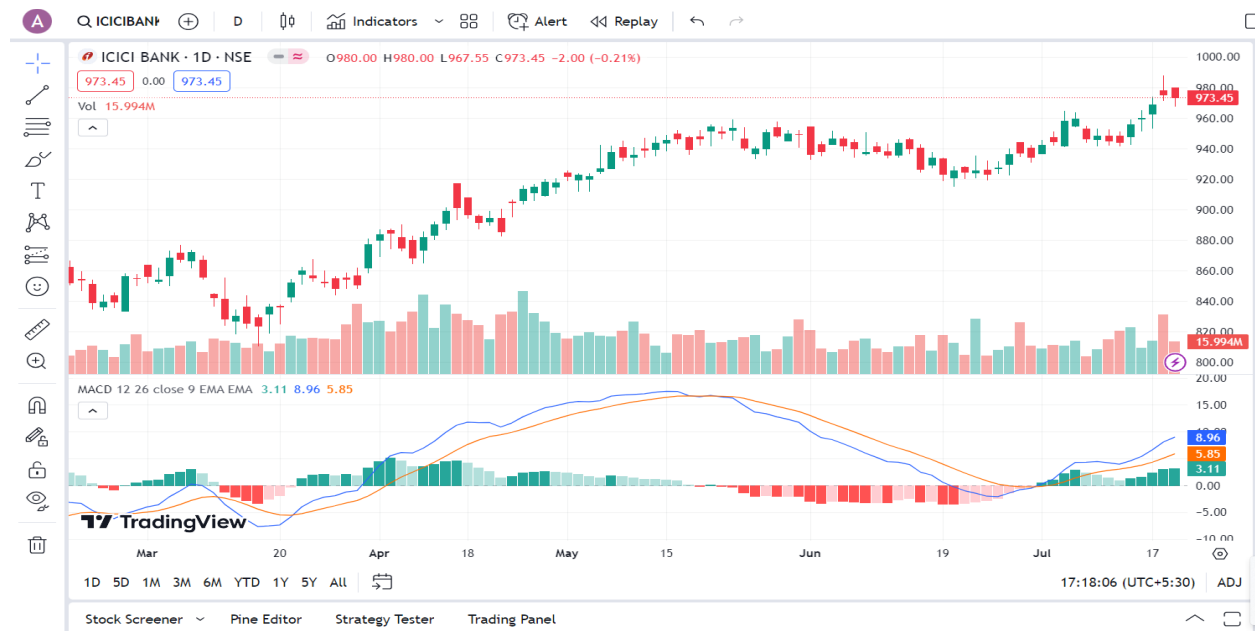 A ICICIBANK D Indicators Alert Replay
ICICI BANK · 1D · NSE O980.00 H980.00 L967.55 C973.45 −2.00 (−0.21%)
973.45 0.00 973.45
Vol 15.994M
1000.00
980.00
973.45
960.00
940.00
920.00
900.00
880.00
860.00
840.00
820.00
15.994M
800.00
MACD 12 26 close 9 EMA EMA 3.11 8.96 5.85
20.00
15.00
10.00
8.96
5.85
3.11
0.00
−5.00
−10.00
TradingView
Mar 20 Apr 18 May 15 Jun 19 Jul 17
1D 5D 1M 3M 6M YTD 1Y 5Y All 17:18:06 (UTC+5:30) ADJ
Stock Screener Pine Editor Strategy Tester Trading Panel